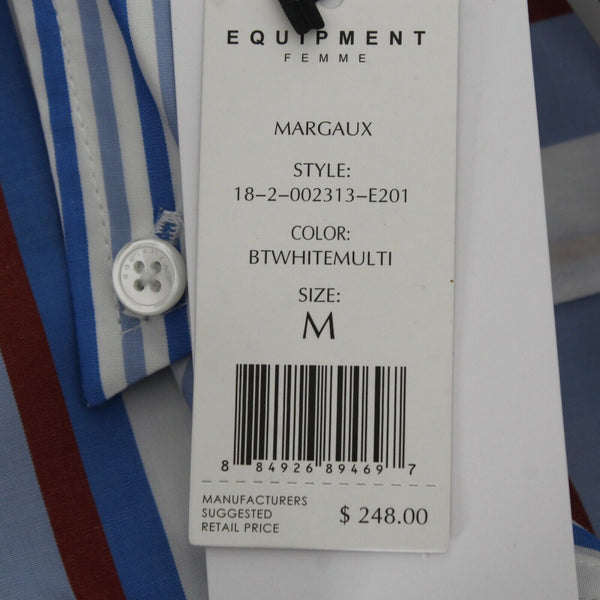 EQUIPMENT
FEMME
MARGAUX
STYLE:
18-2-002313-E201
COLOR:
BTWHITEMULTI
SIZE:
M
8 84926 89469 7
MANUFACTURERS
SUGGESTED
RETAIL PRICE
$ 248.00